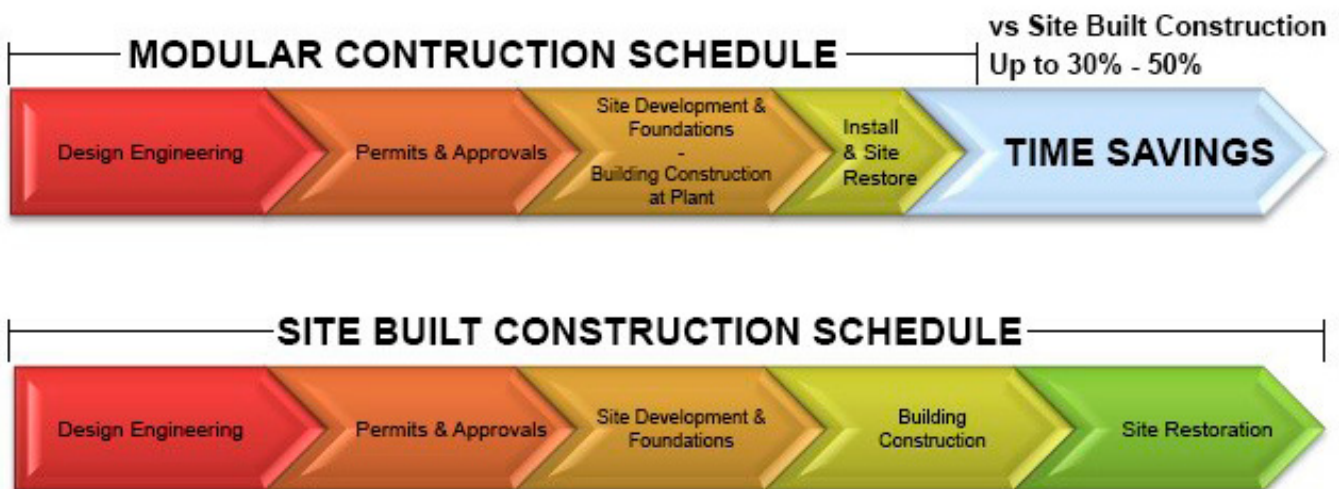 MODULAR CONTRUCTION SCHEDULE
vs Site Built Construction
Up to 30% - 50%
Design Engineering
Permits & Approvals
Site Development &
Foundations
-
Building Construction
at Plant
Install
& Site
Restore
TIME SAVINGS
SITE BUILT CONSTRUCTION SCHEDULE
Design Engineering
Permits & Approvals
Site Development &
Foundations
Building
Construction
Site Restoration